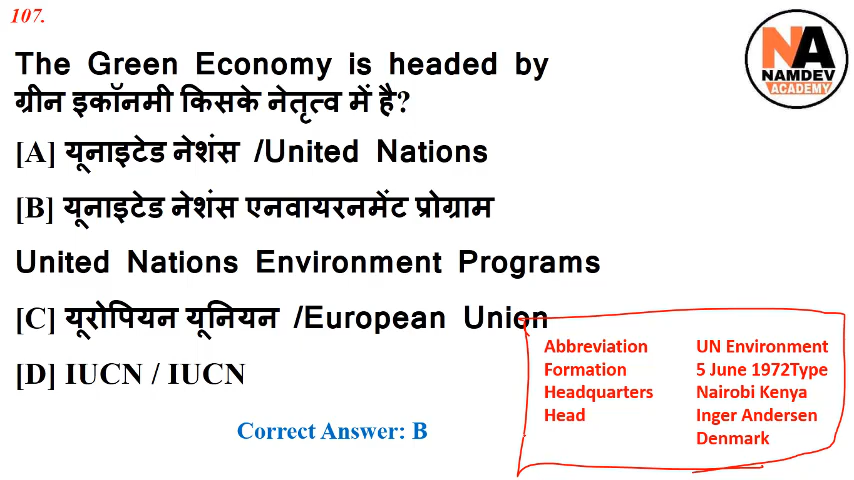 107.
NA
NAMDEV
ACADEMY
The Green Economy is headed by
ग्रीन इकॉनमी किसके नेतृत्व में है?
[A] यूनाइटेड नेशंस /United Nations
[B] यूनाइटेड नेशंस एनवायरनमेंट प्रोग्राम
United Nations Environment Programs
[C] यूरोपियन यूनियन /European Union
[D] IUCN / IUCN
Correct Answer: B
Abbreviation UN Environment
Formation 5 June 1972Type
Headquarters Nairobi Kenya
Head Inger Andersen
Denmark